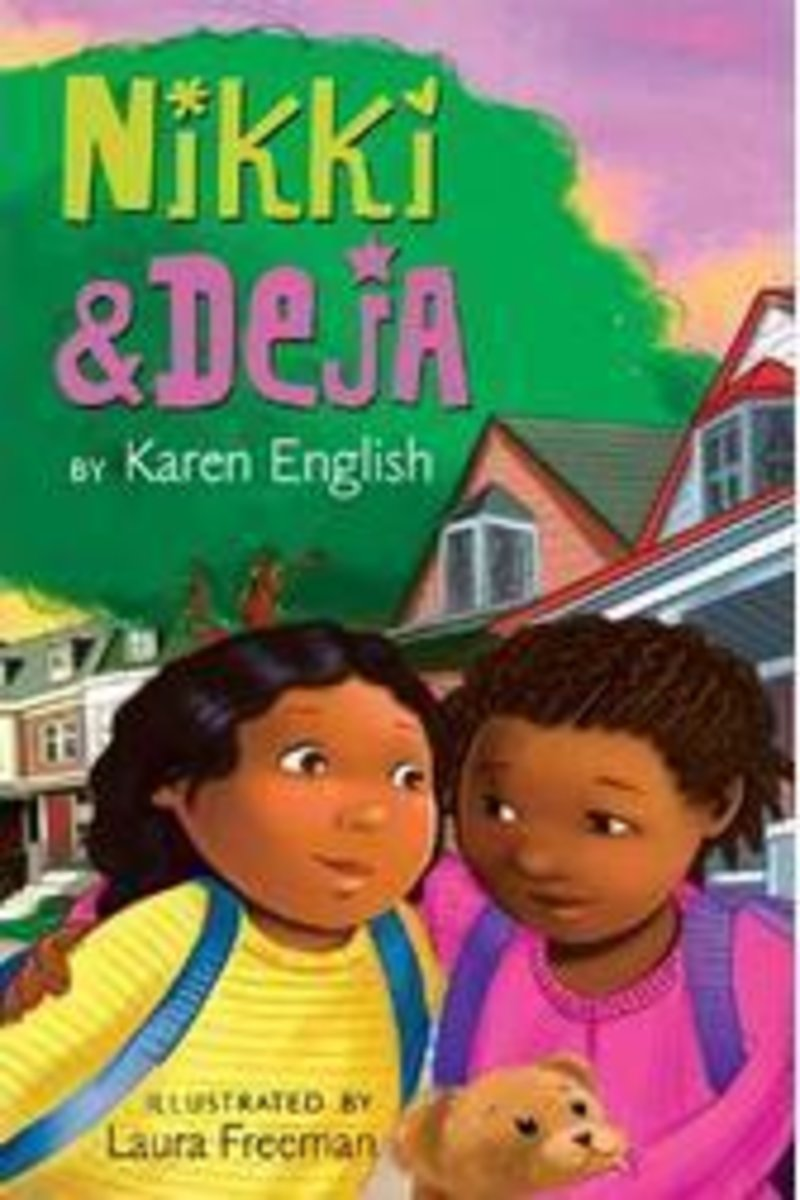 Nikki
& Deja
BY Karen English
ILLUSTRATED BY
Laura Freeman